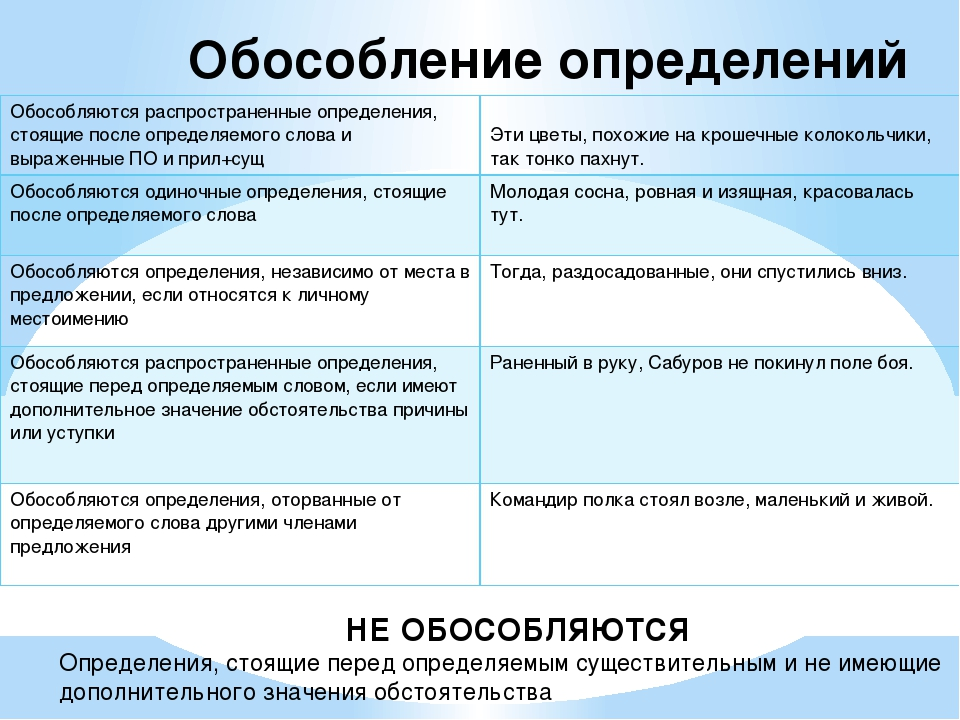 Обособление определений
Обособляются распространенные определения,
стоящие после определяемого слова и
выраженные ПО и прил+сущ
Эти цветы, похожие на крошечные колокольчики,
так тонко пахнут.
Обособляются одиночные определения, стоящие
после определяемого слова
Молодая сосна, ровная и изящная, красовалась
тут.
Обособляются определения, независимо от места в
предложении, если относятся к личному
местоимению
Тогда, раздосадованные, они спустились вниз.
Обособляются распространенные определения,
стоящие перед определяемым словом, если имеют
дополнительное значение обстоятельства причины
или уступки
Раненный в руку, Сабуров не покинул поле боя.
Обособляются определения, оторванные от
определяемого слова другими членами
предложения
Командир полка стоял возле, маленький и живой.
НЕ ОБОСОБЛЯЮТСЯ
Определения, стоящие перед определяемым существительным и не имеющие
дополнительного значения обстоятельства